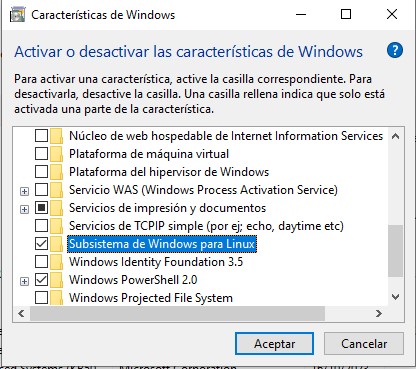 Características de Windows
Activar o desactivar las características de Windows
Para activar una característica, active la casilla correspondiente. Para
desactivarla, desactive la casilla. Una casilla rellena indica que solo está
activada una parte de la característica.
Núcleo de web hospedable de Internet Information Services
Plataforma de máquina virtual
Plataforma del hipervisor de Windows
Servicio WAS (Windows Process Activation Service)
Servicios de impresión y documentos
Servicios de TCPIP simple (por ej; echo, daytime etc)
Subsistema de Windows para Linux
Windows Identity Foundation 3.5
Windows PowerShell 2.0
Windows Projected File System
Aceptar
Cancelar